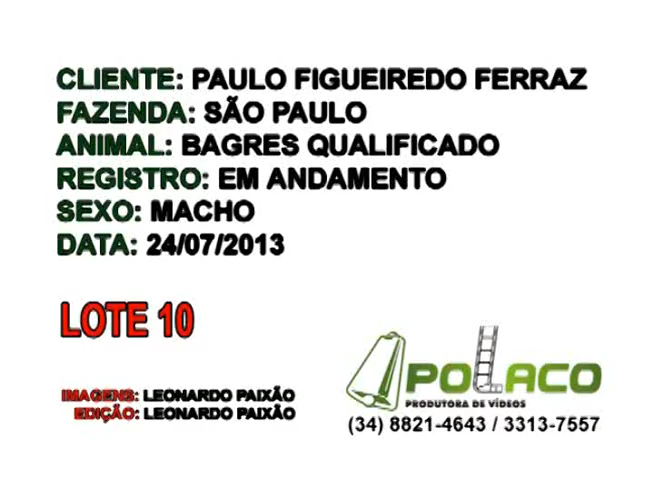 CLIENTE: PAULO FIGUEIREDO FERRAZ
FAZENDA: SÃO PAULO
ANIMAL: BAGRES QUALIFICADO
REGISTRO: EM ANDAMENTO
SEXO: MACHO
DATA: 24/07/2013
LOTE 10
IMAGENS: LEONARDO PAIXÃO
EDIÇÃO: LEONARDO PAIXÃO
POLACO
PRODUTORA DE VÍDEOS
(34) 8821-4643 / 3313-7557